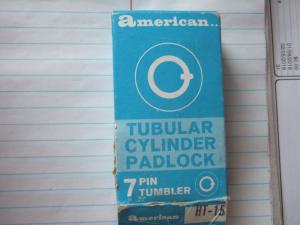 american..
TUBULAR
CYLINDER
PADLOCK
7 PIN
TUMBLER
american
H1-15